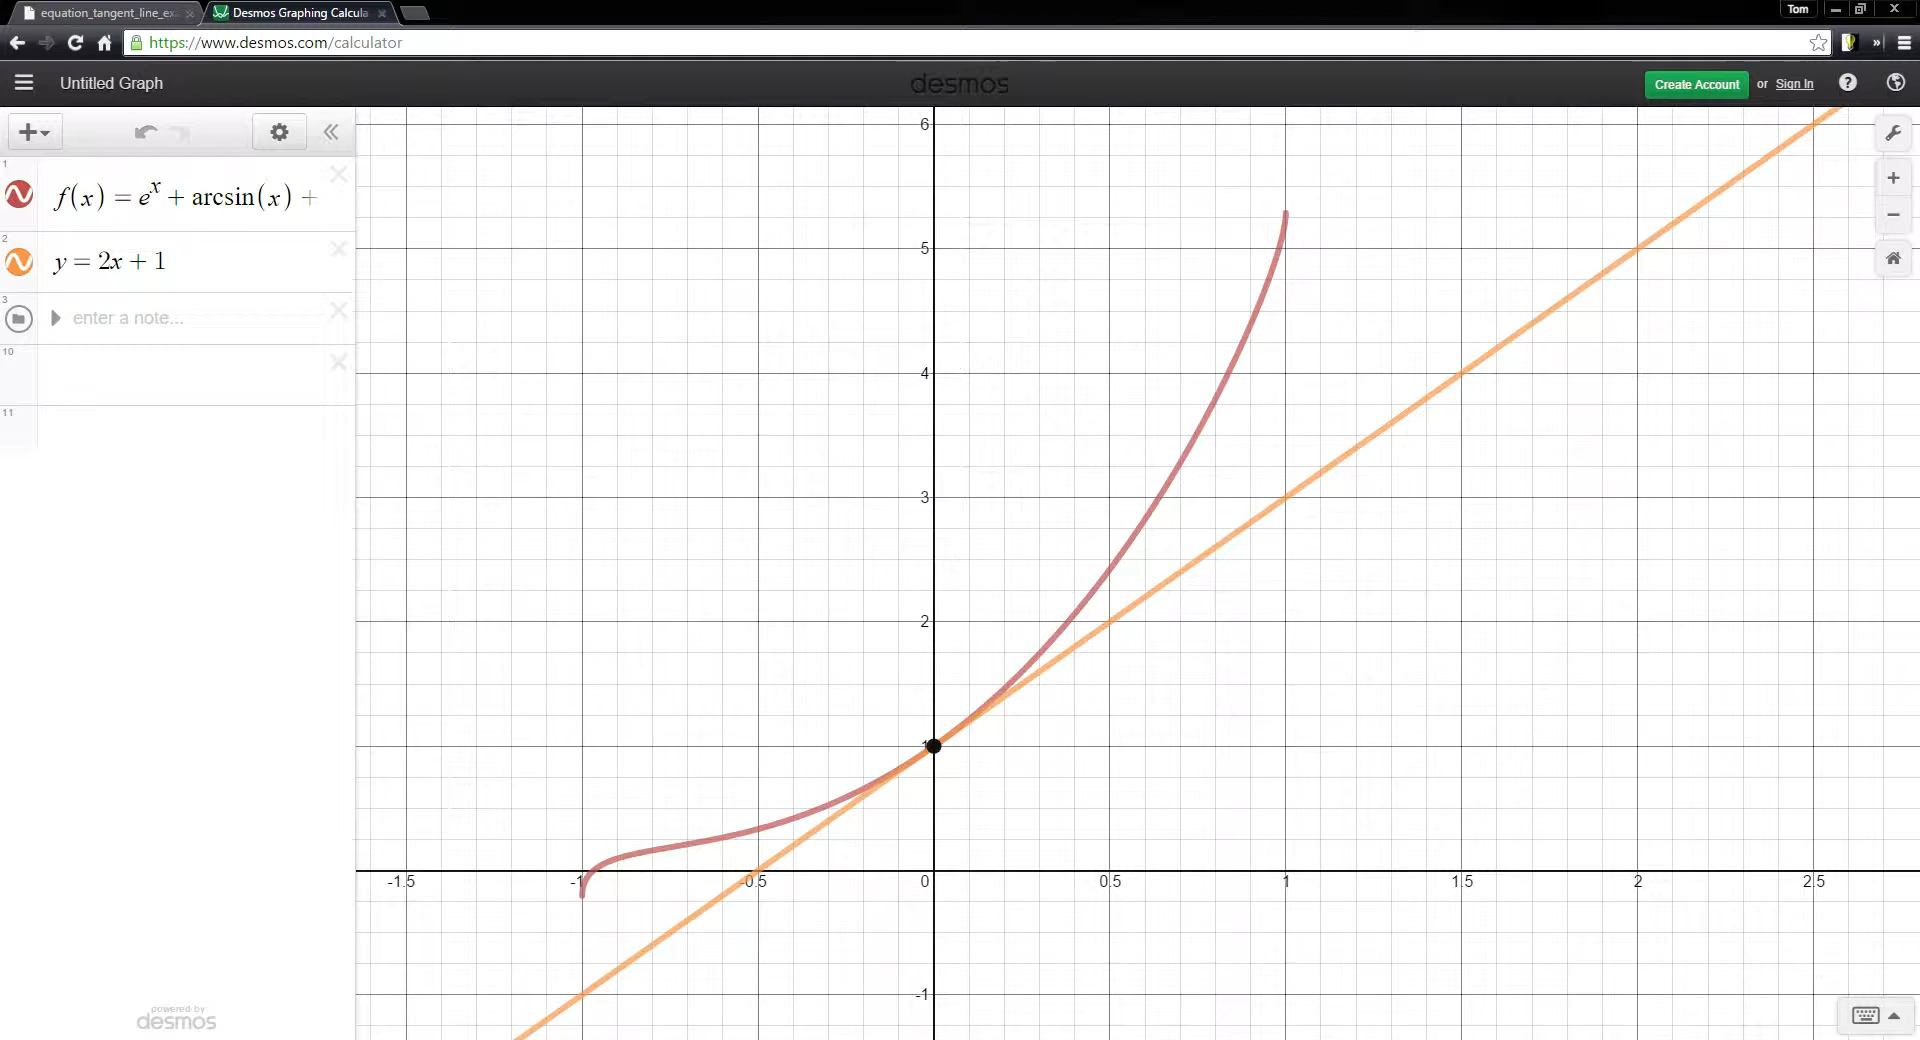 equation_tangent_line_ex
Desmos Graphing Calcula
Tom
https://www.desmos.com/calculator
Untitled Graph
desmos
Create Account or Sign In
1
f(x) = e^x + arcsin(x) +
2
y = 2x + 1
3
enter a note...
10
11
6
5
4
3
2
1
-1.5 -1 -0.5 0 0.5 1 1.5 2 2.5
-1
powered by
desmos